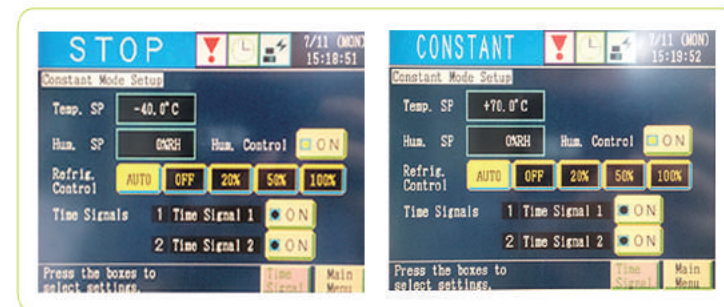 STOP
7/11 (MON)
15:18:51
Constant Mode Setup
Temp. SP -40.0°C
Hum. SP 0%RH Hum. Control ON
Refrig.
Control AUTO OFF 20% 50% 100%
Time Signals 1 Time Signal 1 ON
2 Time Signal 2 ON
Press the boxes to
select settings.
Time
Signal
Main
Menu
CONSTANT
7/11 (MON)
15:19:52
Constant Mode Setup
Temp. SP +70.0°C
Hum. SP 0%RH Hum. Control ON
Refrig.
Control AUTO OFF 20% 50% 100%
Time Signals 1 Time Signal 1 ON
2 Time Signal 2 ON
Press the boxes to
select settings.
Time
Signal
Main
Menu